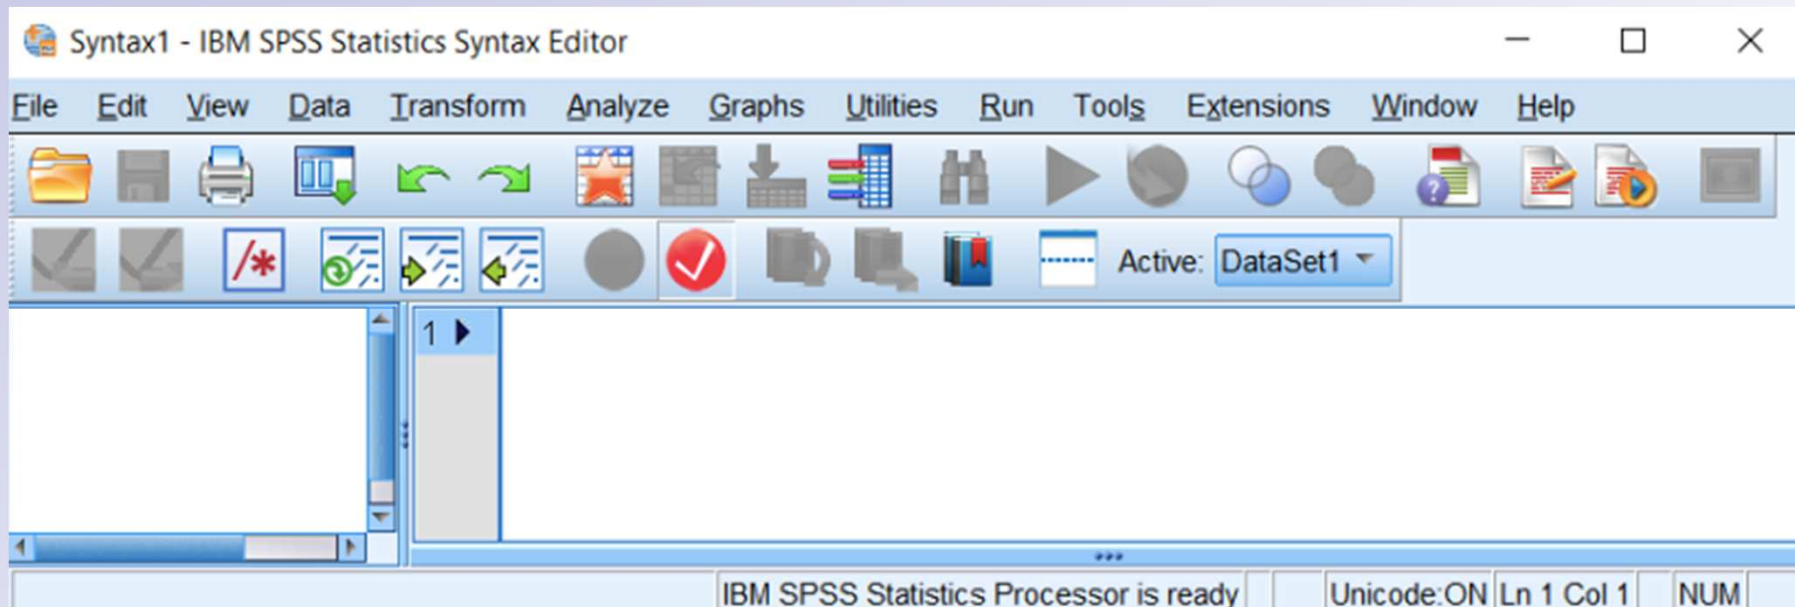 Syntax1 - IBM SPSS Statistics Syntax Editor
File Edit View Data Transform Analyze Graphs Utilities Run Tools Extensions Window Help
/* Active: DataSet1
1
IBM SPSS Statistics Processor is ready Unicode:ON Ln 1 Col 1 NUM